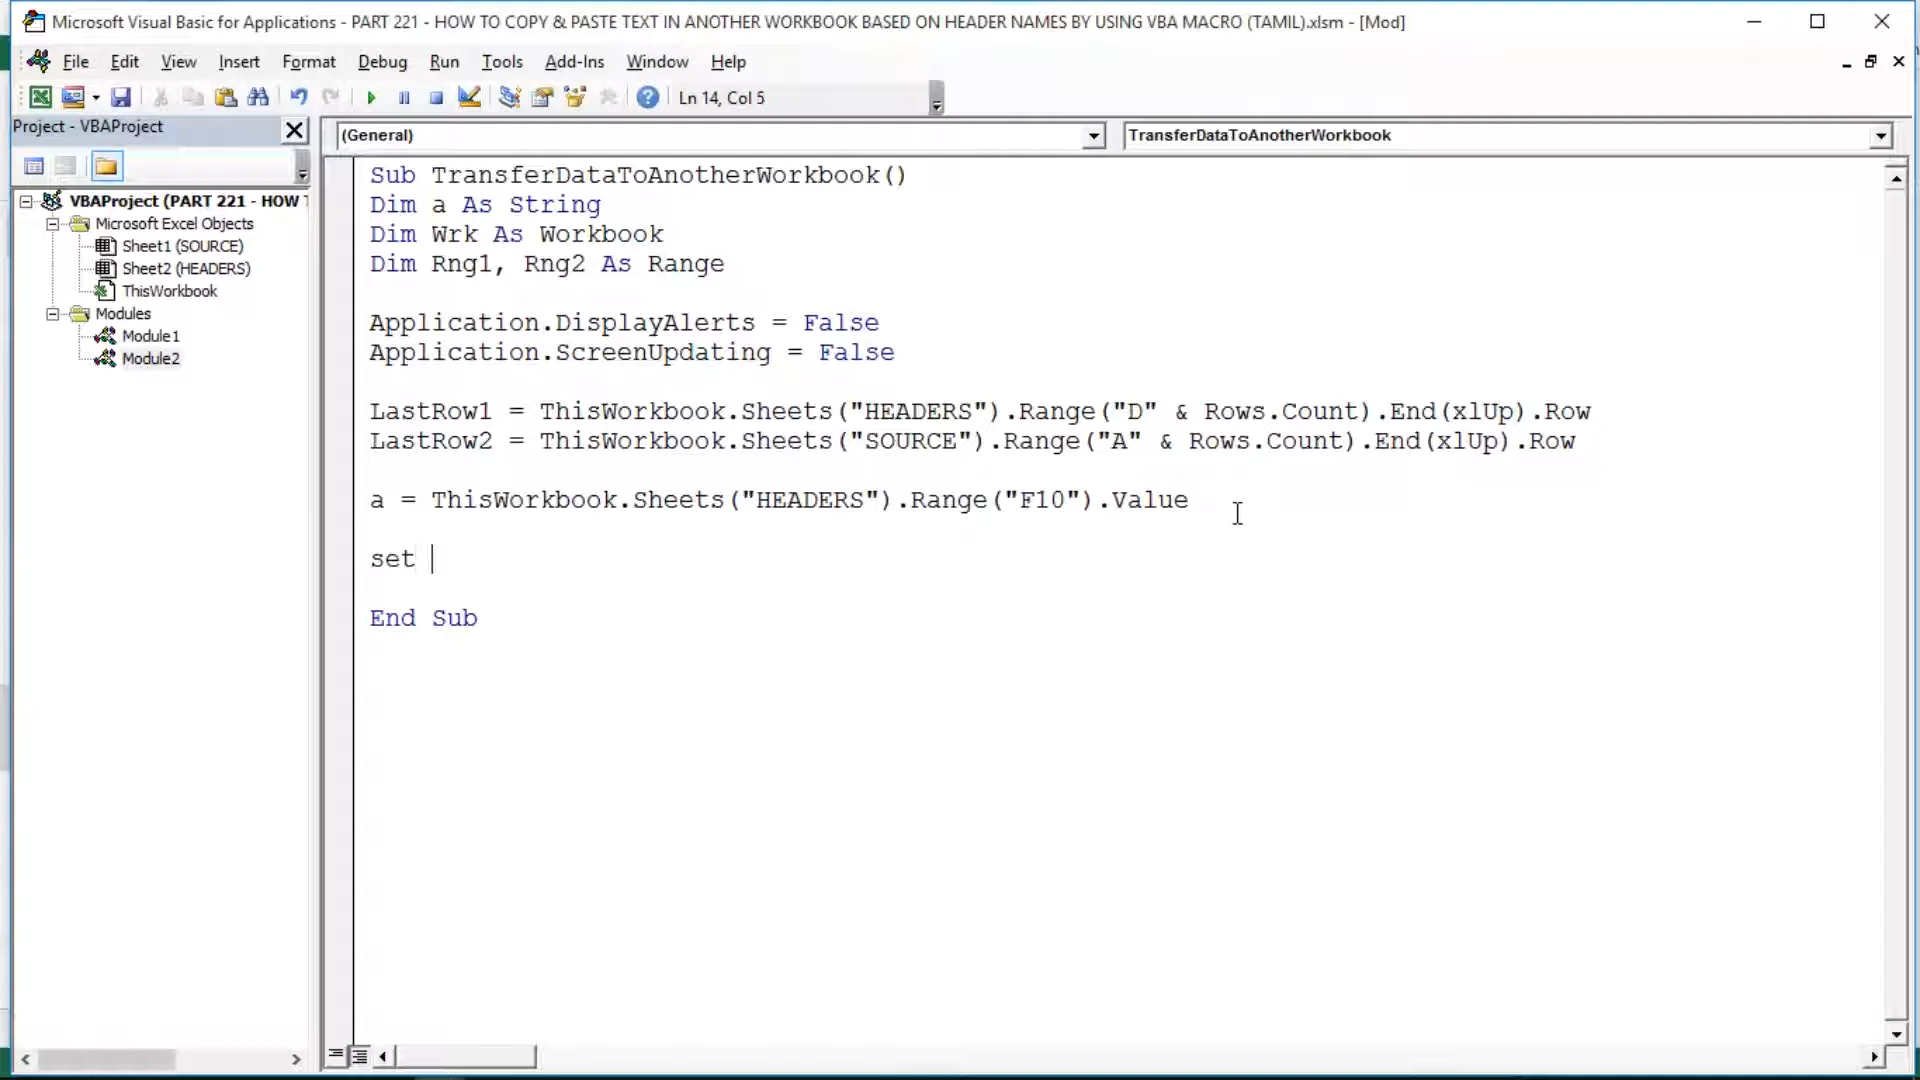 Microsoft Visual Basic for Applications - PART 221 - HOW TO COPY & PASTE TEXT IN ANOTHER WORKBOOK BASED ON HEADER NAMES BY USING VBA MACRO (TAMIL).xlsm - [Mod]
File Edit View Insert Format Debug Run Tools Add-Ins Window Help
Ln 14, Col 5
Project - VBAProject
(General)
TransferDataToAnotherWorkbook
VBAProject (PART 221 - HOW T
Microsoft Excel Objects
Sheet1 (SOURCE)
Sheet2 (HEADERS)
ThisWorkbook
Modules
Module1
Module2
Sub TransferDataToAnotherWorkbook()
Dim a As String
Dim Wrk As Workbook
Dim Rng1, Rng2 As Range
Application.DisplayAlerts = False
Application.ScreenUpdating = False
LastRow1 = ThisWorkbook.Sheets("HEADERS").Range("D" & Rows.Count).End(xlUp).Row
LastRow2 = ThisWorkbook.Sheets("SOURCE").Range("A" & Rows.Count).End(xlUp).Row
a = ThisWorkbook.Sheets("HEADERS").Range("F10").Value
set
End Sub